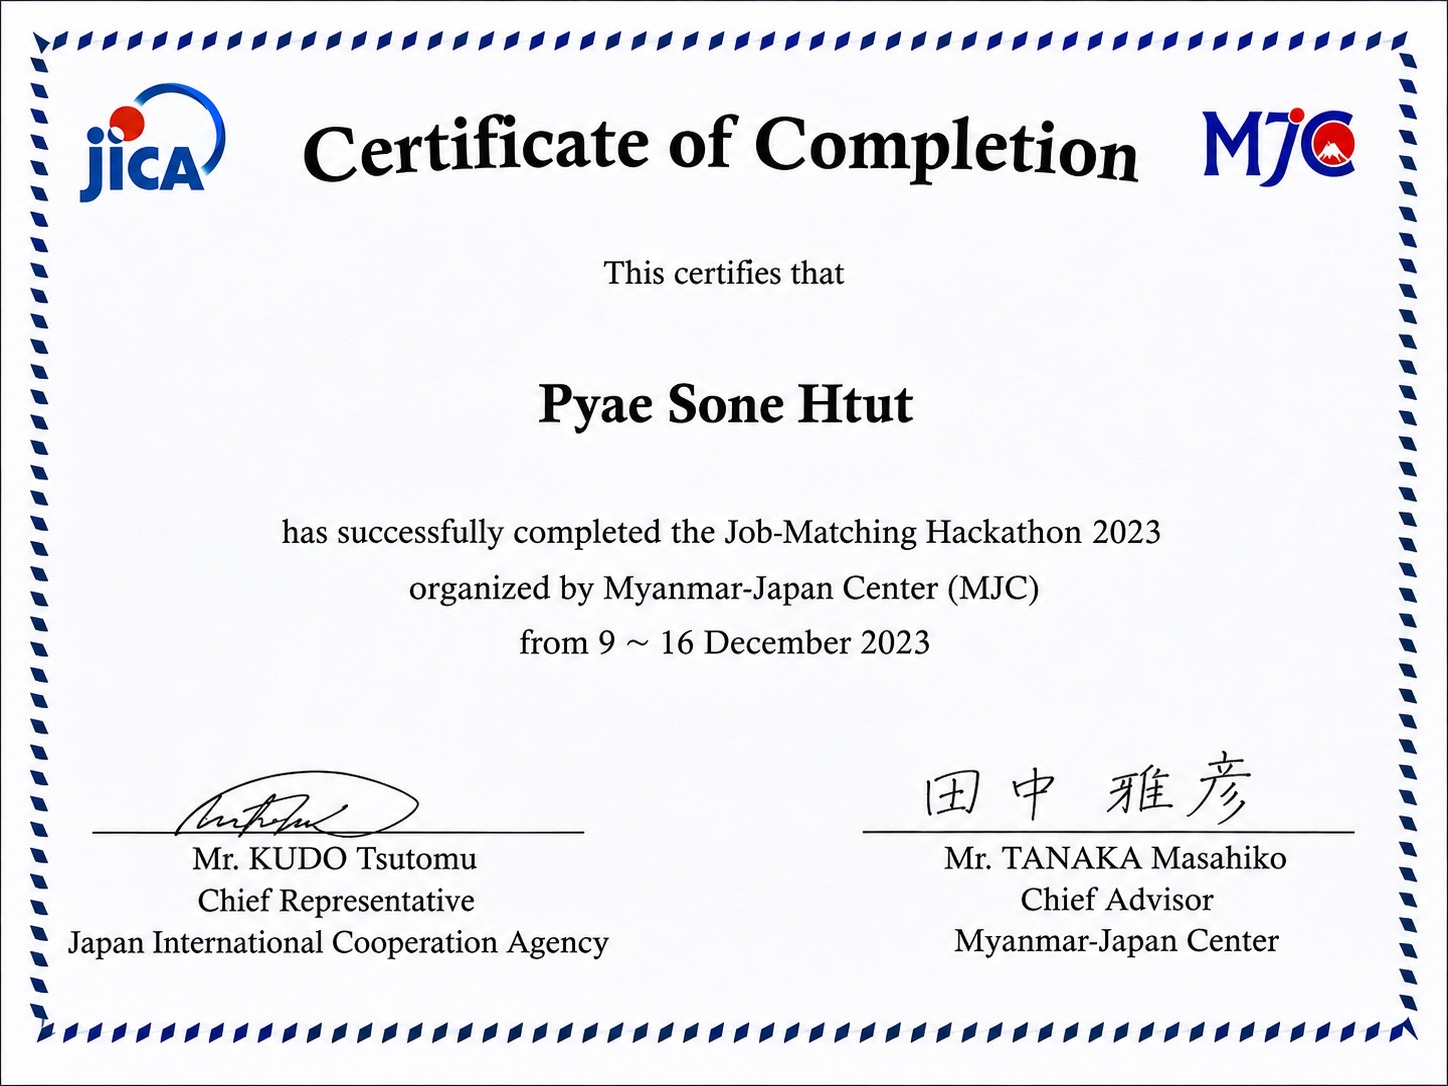 JICA
Certificate of Completion
MJC
This certifies that
Pyae Sone Htut
has successfully completed the Job-Matching Hackathon 2023
organized by Myanmar-Japan Center (MJC)
from 9 ~ 16 December 2023
田中 雅彦
Mr. KUDO Tsutomu
Chief Representative
Japan International Cooperation Agency
Mr. TANAKA Masahiko
Chief Advisor
Myanmar-Japan Center